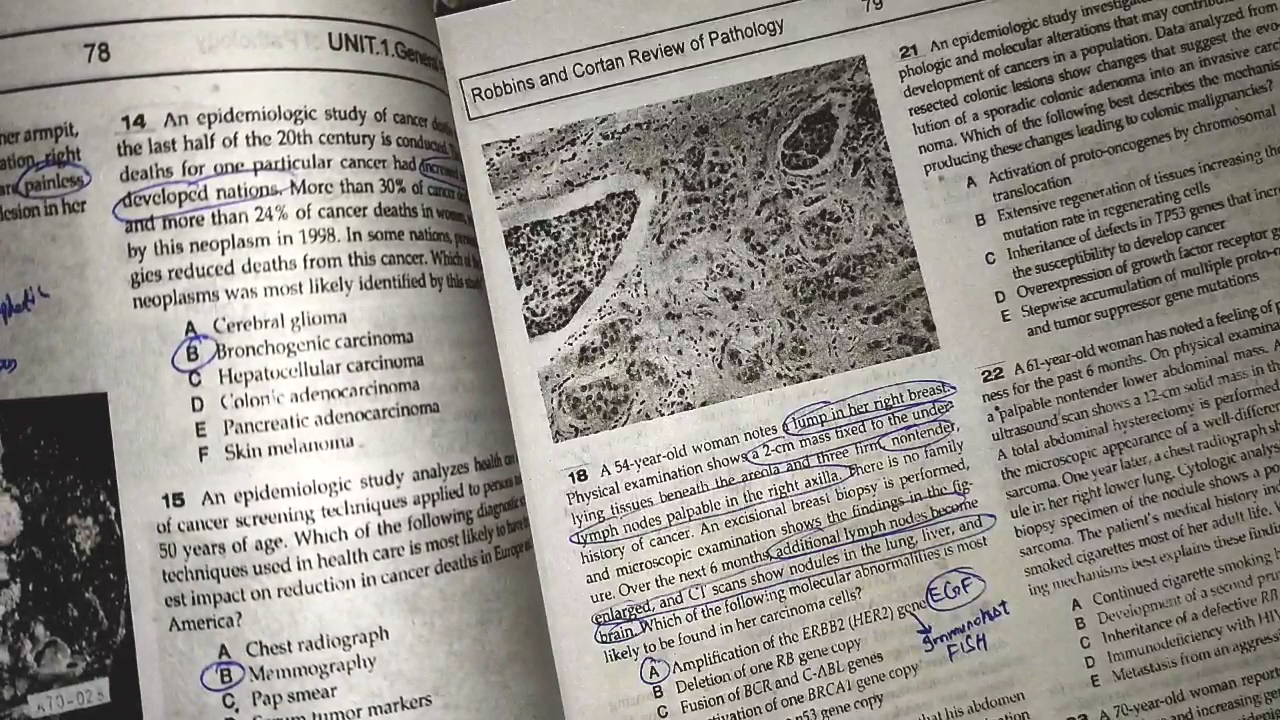 78
UNIT.1.General
ner armpit,
ation, right
are painless
lesion in her
14 An epidemiologic study of cancer
the last half of the 20th century is conducted.
deaths for one particular cancer had increased
developed nations. More than 30% of cancer
and more than 24% of cancer deaths in women
by this neoplasm in 1998. In some nations,
gies reduced deaths from this cancer. Which of
neoplasms was most likely identified by this study
A Cerebral glioma
B Bronchogenic carcinoma
C Hepatocellular carcinoma
D Colonic adenocarcinoma
E Pancreatic adenocarcinoma
F Skin melanoma
15 An epidemiologic study analyzes health
of cancer screening techniques applied to
50 years of age. Which of the following diagnostic
techniques used in health care is most likely to have
est impact on reduction in cancer deaths in Europe
America?
A Chest radiograph
B Memmography
C Pap smear
tumor markers
79
Robbins and Cortan Review of Pathology
18 A 54-year-old woman notes a lump in her right breast.
Physical examination shows a 2-cm mass fixed to the under
lying tissues beneath the areola and three firm, nontender,
lymph nodes palpable in the right axilla. There is no family
history of cancer. An excisional breast biopsy is performed,
and microscopic examination shows the findings in the fig-
ure. Over the next 6 months, additional lymph nodes become
enlarged, and CT scans show nodules in the lung, liver, and
brain. Which of the following molecular abnormalities is most
likely to be found in her carcinoma cells?
A Amplification of the ERBB2 (HER2) gene
EGF
FISH
B Deletion of one RB gene copy
C Fusion of BCR and C-ABL genes
ivation of one BRCA1 gene copy
p53 gene copy
hat his abdomen
21 An epidemiologic study investig
phologic and molecular alterations that may contrib
development of cancers in a population. Data analyzed from
resected colonic lesions show changes that suggest the evo-
lution of a sporadic colonic adenoma into an invasive carc
noma. Which of the following best describes the mechanis
producing these changes leading to colonic malignancies?
A Activation of proto-oncogenes by chromosomal
translocation
B Extensive regeneration of tissues increasing the
mutation rate in regenerating cells
C Inheritance of defects in TP53 genes that incr
the susceptibility to develop cancer
D Overexpression of growth factor receptor g
E Stepwise accumulation of multiple proto-
and tumor suppressor gene mutations
22 A 61-year-old woman has noted a feeling of
ness for the past 6 months. On physical examina
a palpable nontender lower abdominal mass. A
ultrasound scan shows a 12-cm solid mass in th
A total abdominal hysterectomy is performed
the microscopic appearance of a well-differ
sarcoma. One year later, a chest radiograph sh
ule in her right lower lung. Cytologic analys
biopsy specimen of the nodule shows a po
sarcoma. The patient's medical history in
smoked cigarettes most of her adult life.
ing mechanisms best explains these findin
A Continued cigarette smoking
B Development of a second pr
C Inheritance of a defective RB
D Immunodeficiency with HI
E Metastasis from an aggress
A 70-year-old woman report
and increasing